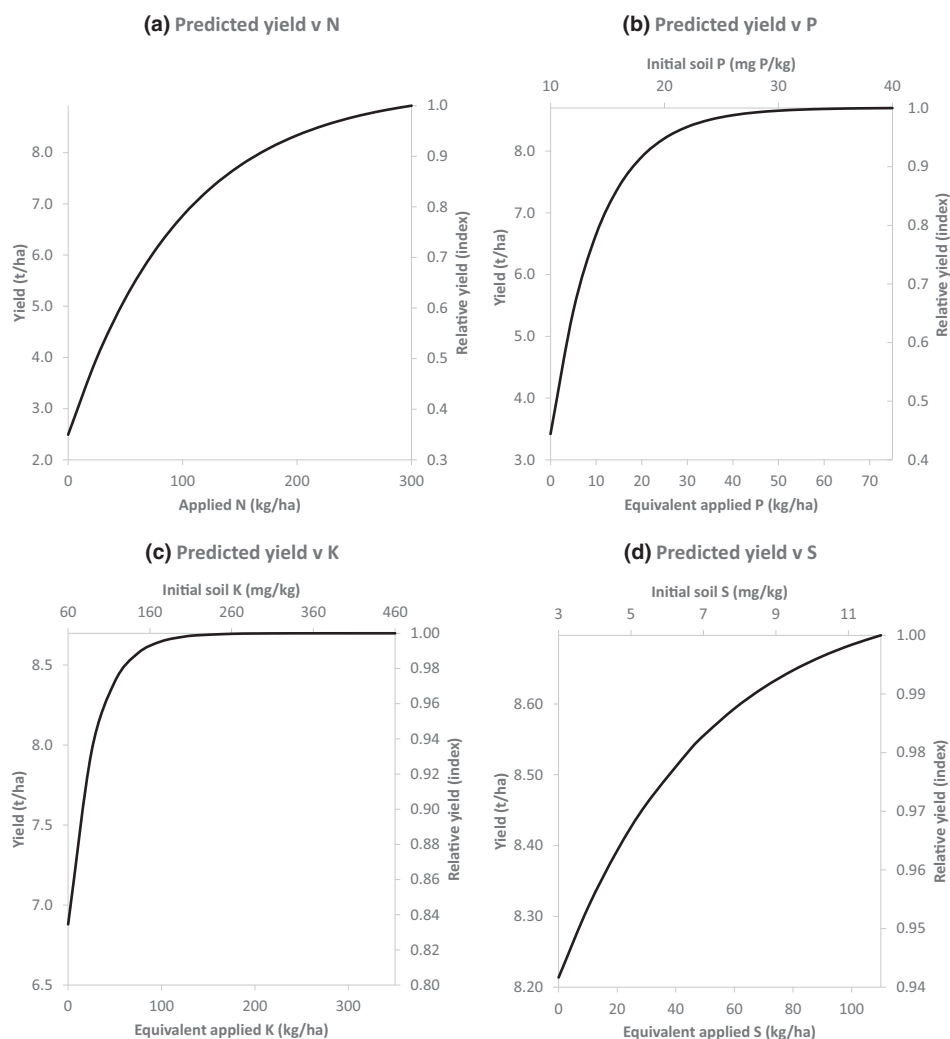 (a) Predicted yield v N
8.0
7.0
6.0
5.0
4.0
3.0
2.0
Yield (t/ha)
1.0
0.9
0.8
0.7
0.6
0.5
0.4
0.3
Relative yield (index)
0 100 200 300
Applied N (kg/ha)
(b) Predicted yield v P
Initial soil P (mg P/kg)
10 20 30 40
8.0
7.0
6.0
5.0
4.0
3.0
Yield (t/ha)
1.0
0.9
0.8
0.7
0.6
0.5
0.4
Relative yield (index)
0 10 20 30 40 50 60 70
Equivalent applied P (kg/ha)
(c) Predicted yield v K
Initial soil K (mg/kg)
60 160 260 360 460
8.5
8.0
7.5
7.0
6.5
Yield (t/ha)
1.00
0.98
0.96
0.94
0.92
0.90
0.88
0.86
0.84
0.82
0.80
Relative yield (index)
0 100 200 300
Equivalent applied K (kg/ha)
(d) Predicted yield v S
Initial soil S (mg/kg)
3 5 7 9 11
8.60
8.50
8.40
8.30
8.20
Yield (t/ha)
1.00
0.99
0.98
0.97
0.96
0.95
0.94
Relative yield (index)
0 20 40 60 80 100
Equivalent applied S (kg/ha)